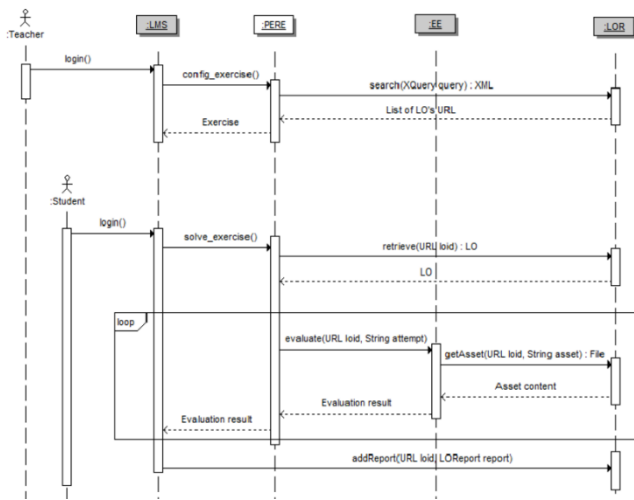 :Teacher
:LMS
:PERE
:EE
:LOR
login()
config_exercise()
search(XQuery query) : XML
List of LO's URL
Exercise
:Student
login()
solve_exercise()
retrieve(URL loid) : LO
LO
loop
evaluate(URL loid, String attempt)
getAsset(URL loid, String asset) : File
Asset content
Evaluation result
Evaluation result
addReport(URL loid, LOReport report)